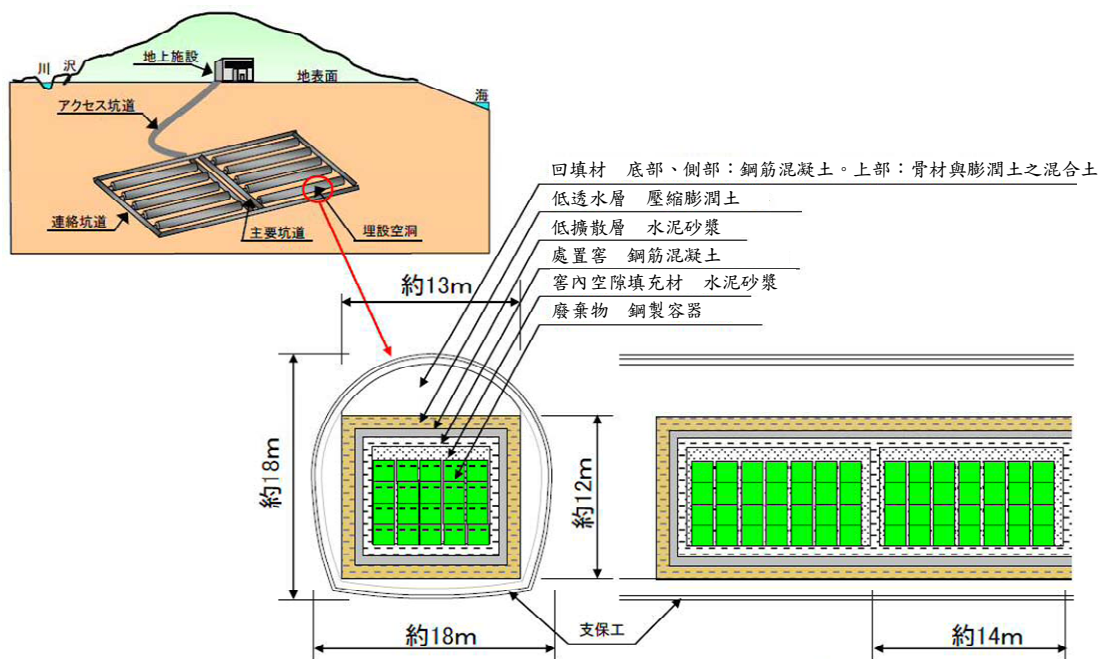 川
沢
地上施設
地表面
海
アクセス坑道
連絡坑道
主要坑道
埋設空洞
回填材　底部、側部：鋼筋混凝土。上部：骨材與膨潤土之混合土
低透水層　壓縮膨潤土
低擴散層　水泥砂漿
處置窖　鋼筋混凝土
窖內空隙填充材　水泥砂漿
廢棄物　鋼製容器
約13m
約18m
約12m
支保工
約18m
約14m